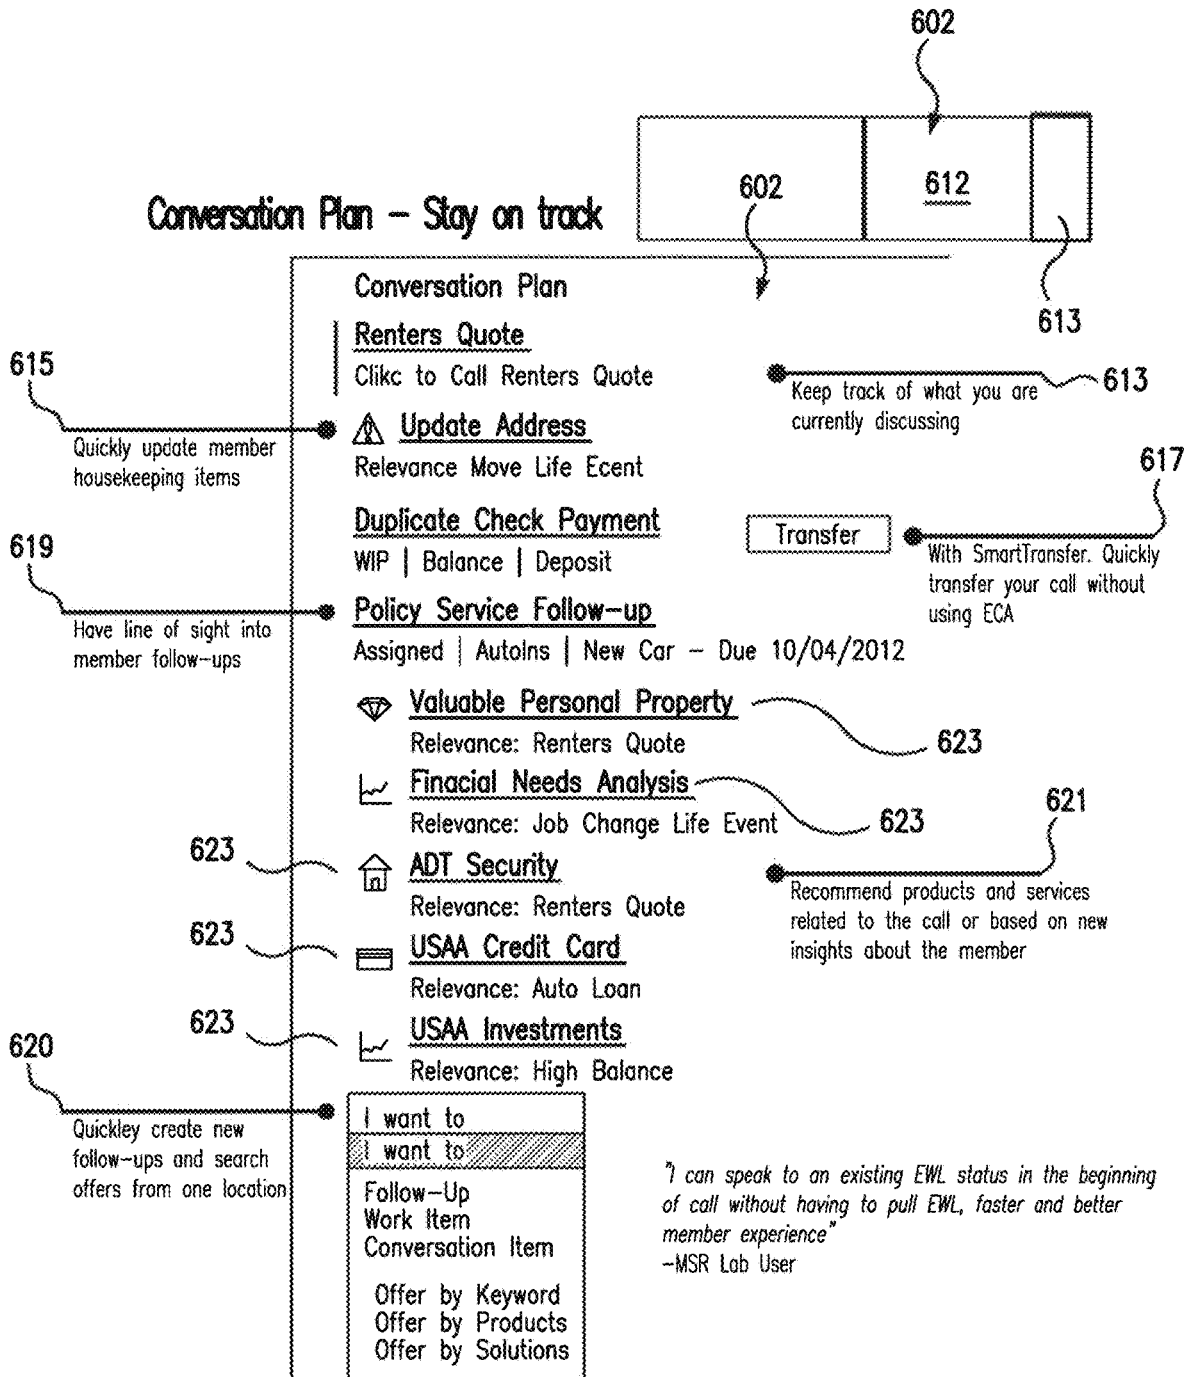 602
602
612
Conversation Plan – Stay on track
613
Conversation Plan
Renters Quote
Clikc to Call Renters Quote
615
Quickly update member
housekeeping items
Keep track of what you are
currently discussing
613
Update Address
Relevance Move Life Ecent
617
Duplicate Check Payment
WIP | Balance | Deposit
Transfer
With SmartTransfer. Quickly
transfer your call without
using ECA
619
Have line of sight into
member follow-ups
Policy Service Follow-up
Assigned | AutoIns | New Car – Due 10/04/2012
Valuable Personal Property
Relevance: Renters Quote
623
Finacial Needs Analysis
Relevance: Job Change Life Event
623
621
623
ADT Security
Relevance: Renters Quote
Recommend products and services
related to the call or based on new
insights about the member
623
USAA Credit Card
Relevance: Auto Loan
623
USAA Investments
Relevance: High Balance
620
Quickley create new
follow-ups and search
offers from one location
I want to
I want to
Follow-Up
Work Item
Conversation Item
Offer by Keyword
Offer by Products
Offer by Solutions
"I can speak to an existing EWL status in the beginning
of call without having to pull EWL, faster and better
member experience"
–MSR Lab User